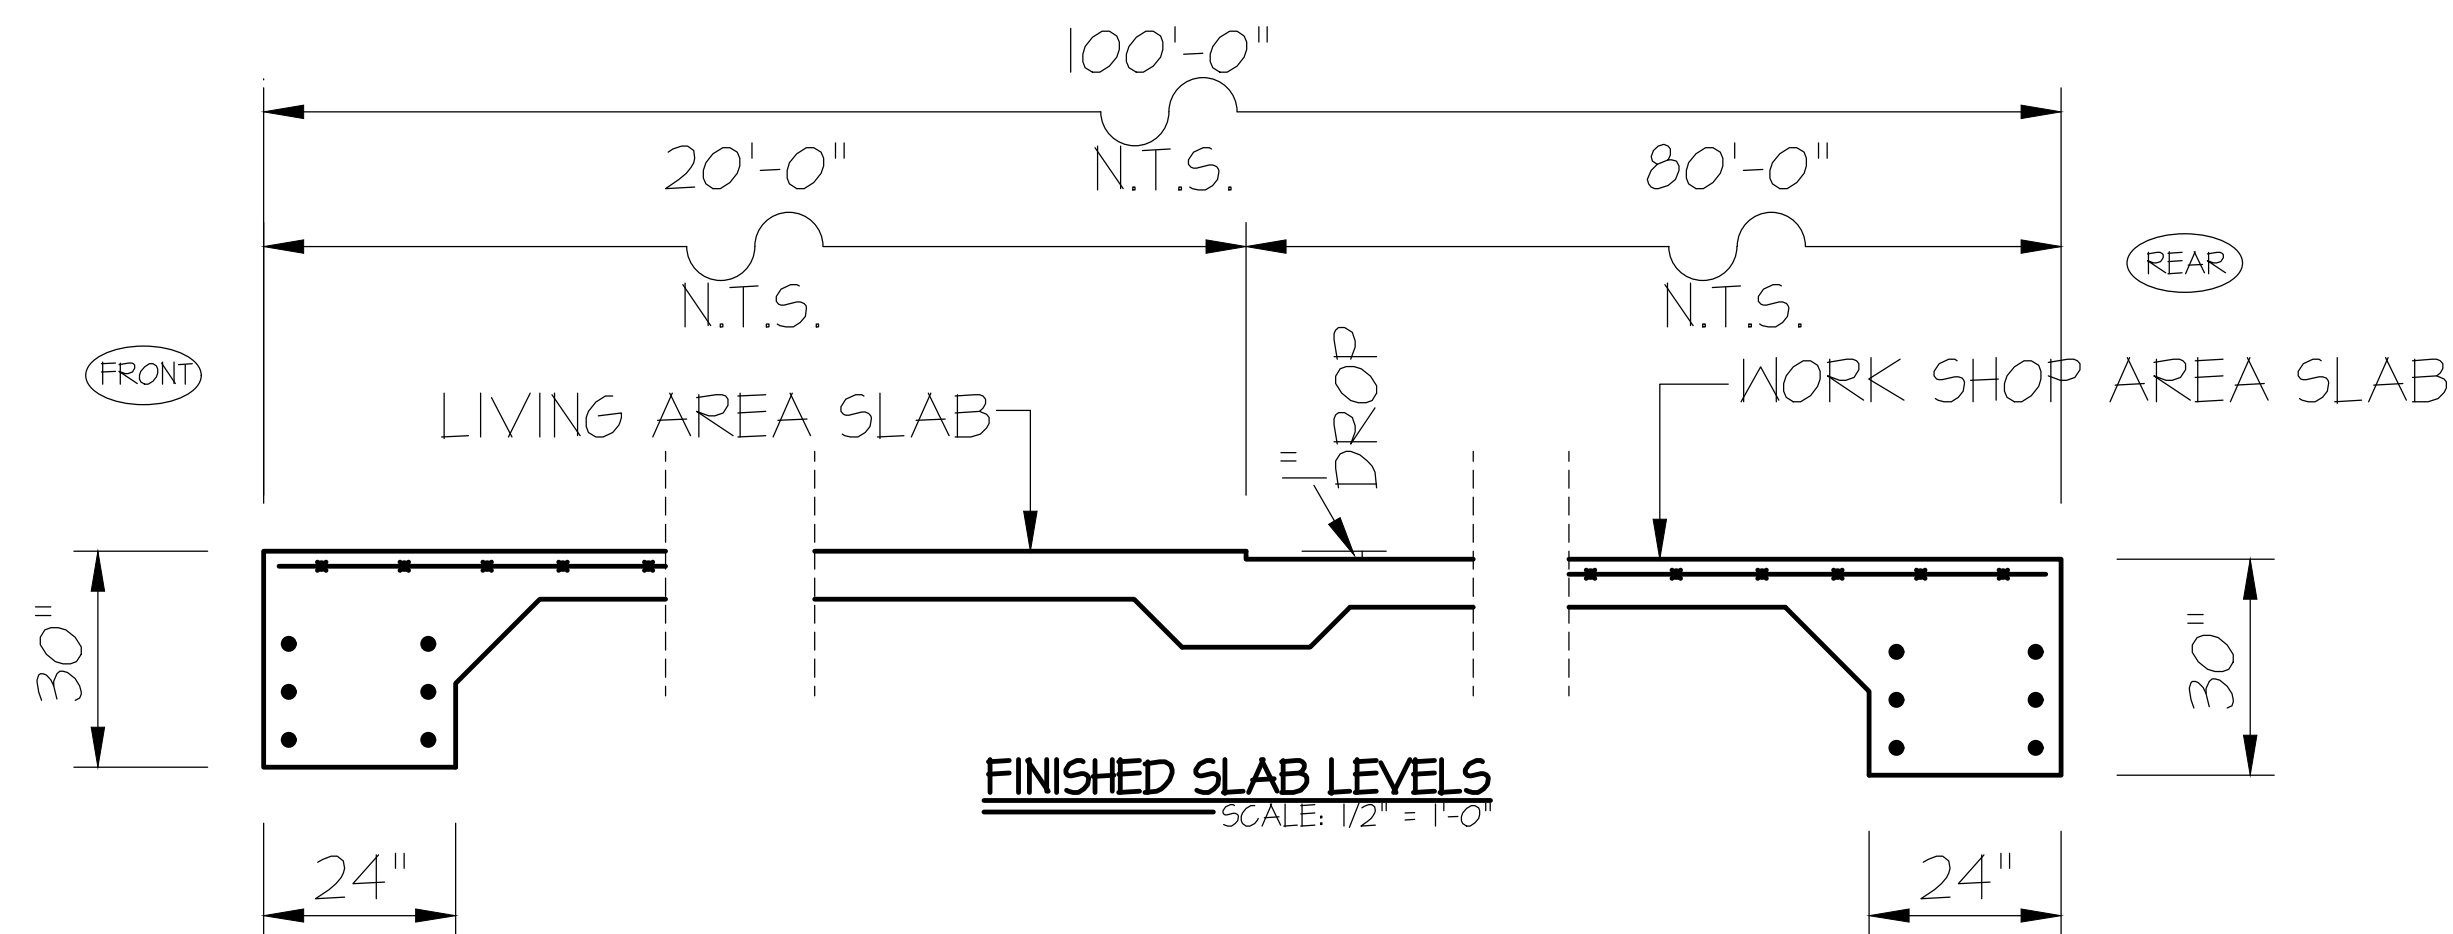 100'-0"
N.T.S.
20'-0"
80'-0"
N.T.S.
N.T.S.
REAR
FRONT
LIVING AREA SLAB
1" DROP
WORK SHOP AREA SLAB
30"
30"
FINISHED SLAB LEVELS
SCALE: 1/2" = 1'-0"
24"
24"